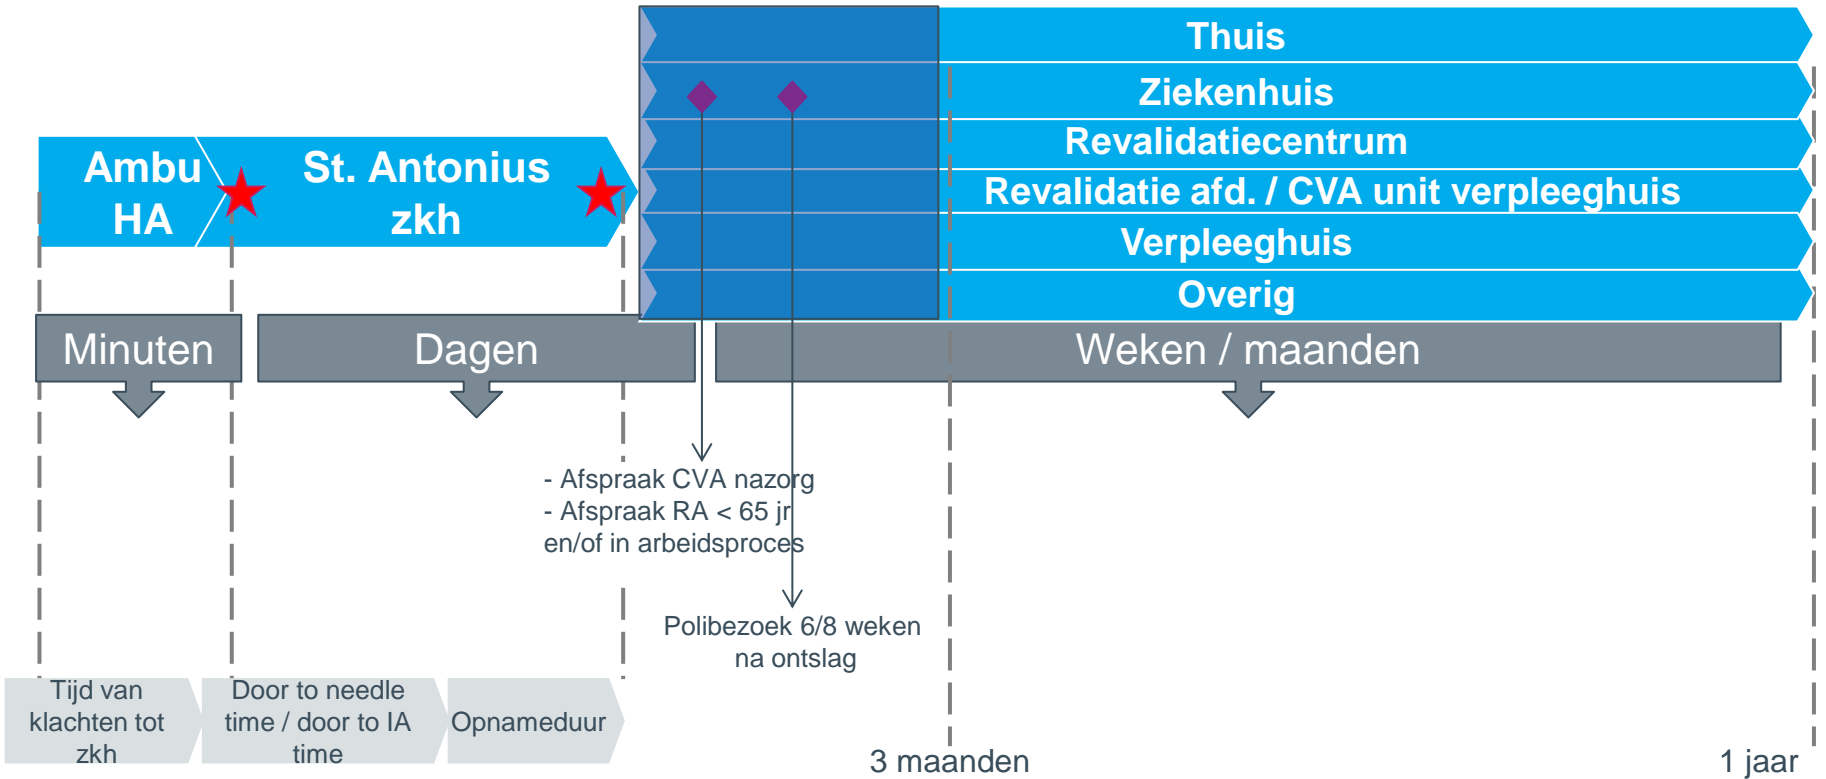 Thuis
Ziekenhuis
Revalidatiecentrum
Revalidatie afd. / CVA unit verpleeghuis
Verpleeghuis
Overig
Ambu
HA
St. Antonius
zkh
Minuten
Dagen
Weken / maanden
- Afspraak CVA nazorg
- Afspraak RA < 65 jr
en/of in arbeidsproces
Polibezoek 6/8 weken
na ontslag
Tijd van
klachten tot
zkh
Door to needle
time / door to IA
time
Opnameduur
3 maanden
1 jaar